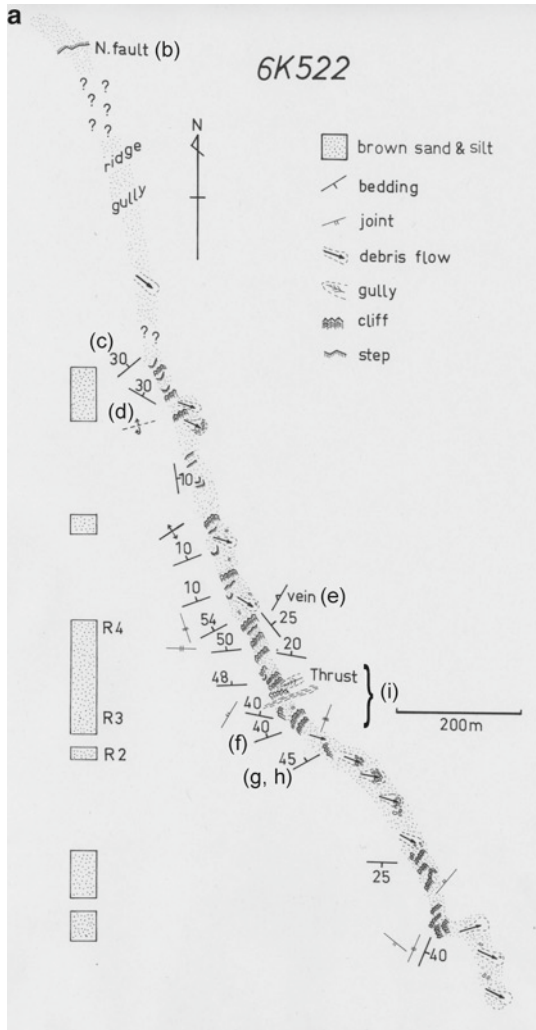 a
N. fault (b)
6K522
? ?
? ?
? ?
N
ridge
gully
brown sand & silt
bedding
joint
debris flow
gully
cliff
step
? ?
(c)
30
30
(d)
10
10
10
vein (e)
25
54
50
20
R4
48
Thrust
(i)
40
R3
40
(f)
200m
R2
45
(g, h)
25
40